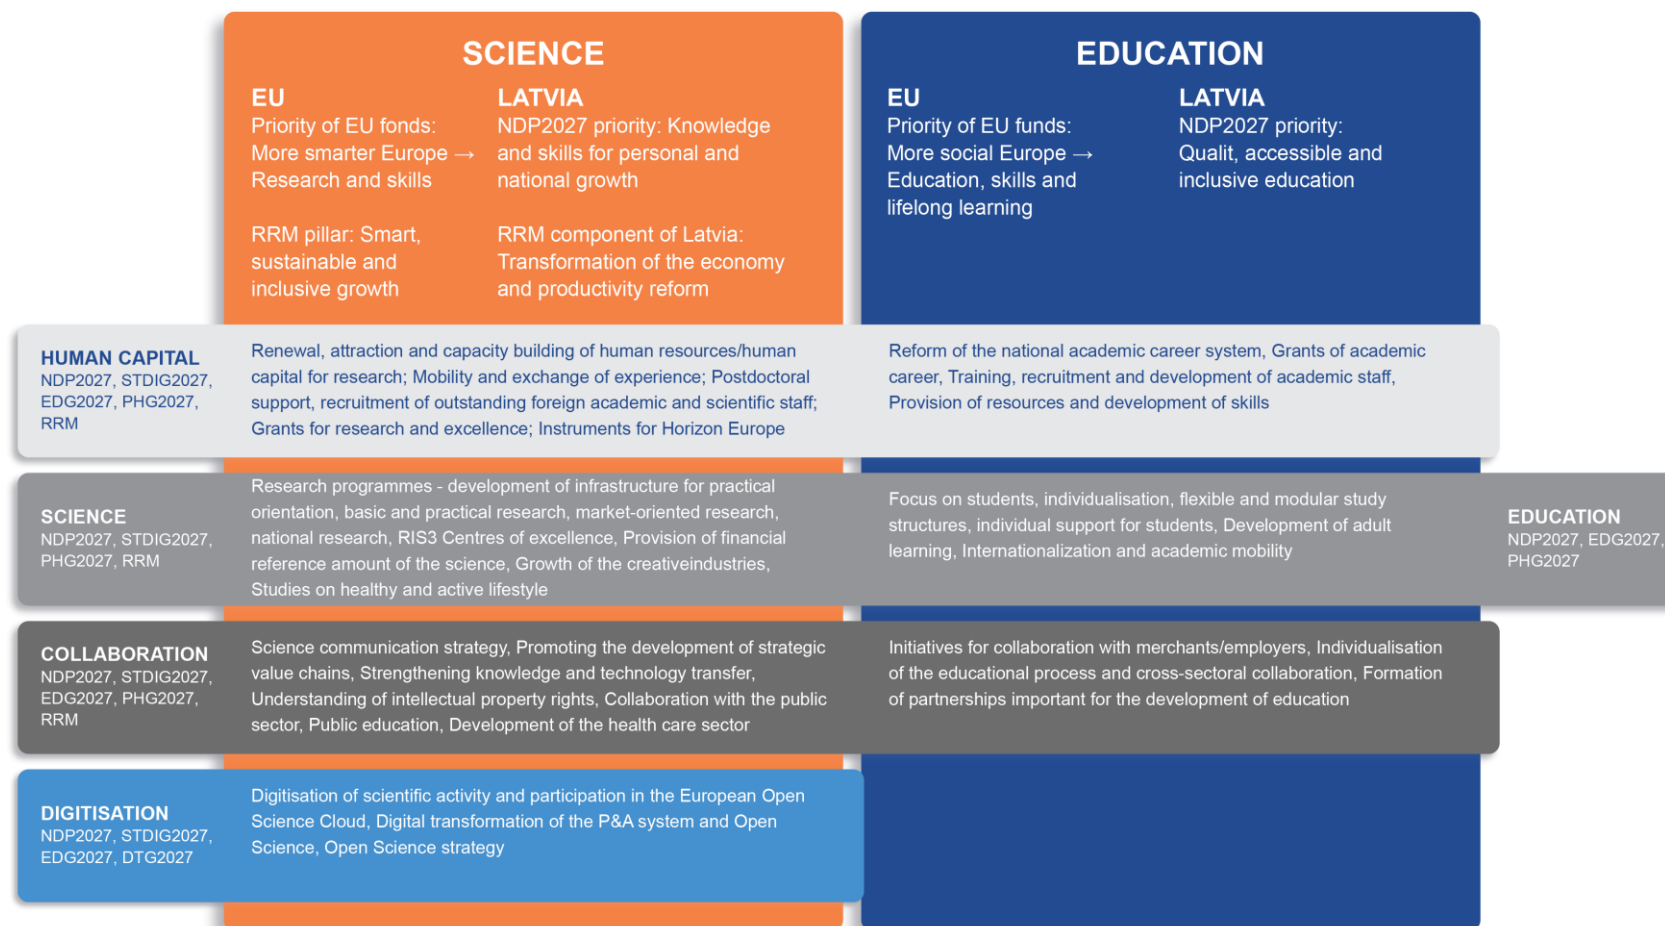 SCIENCE
EU
Priority of EU fonds:
More smarter Europe →
Research and skills
RRM pillar: Smart,
sustainable and
inclusive growth
LATVIA
NDP2027 priority: Knowledge
and skills for personal and
national growth
RRM component of Latvia:
Transformation of the economy
and productivity reform
EDUCATION
EU
Priority of EU funds:
More social Europe →
Education, skills and
lifelong learning
LATVIA
NDP2027 priority:
Qualit, accessible and
inclusive education
HUMAN CAPITAL
NDP2027, STDIG2027,
EDG2027, PHG2027,
RRM
Renewal, attraction and capacity building of human resources/human
capital for research; Mobility and exchange of experience; Postdoctoral
support, recruitment of outstanding foreign academic and scientific staff;
Grants for research and excellence; Instruments for Horizon Europe
Reform of the national academic career system, Grants of academic
career, Training, recruitment and development of academic staff,
Provision of resources and development of skills
SCIENCE
NDP2027, STDIG2027,
PHG2027, RRM
Research programmes - development of infrastructure for practical
orientation, basic and practical research, market-oriented research,
national research, RIS3 Centres of excellence, Provision of financial
reference amount of the science, Growth of the creativeindustries,
Studies on healthy and active lifestyle
Focus on students, individualisation, flexible and modular study
structures, individual support for students, Development of adult
learning, Internationalization and academic mobility
EDUCATION
NDP2027, EDG2027,
PHG2027
COLLABORATION
NDP2027, STDIG2027,
EDG2027, PHG2027,
RRM
Science communication strategy, Promoting the development of strategic
value chains, Strengthening knowledge and technology transfer,
Understanding of intellectual property rights, Collaboration with the public
sector, Public education, Development of the health care sector
Initiatives for collaboration with merchants/employers, Individualisation
of the educational process and cross-sectoral collaboration, Formation
of partnerships important for the development of education
DIGITISATION
NDP2027, STDIG2027,
EDG2027, DTG2027
Digitisation of scientific activity and participation in the European Open
Science Cloud, Digital transformation of the P&A system and Open
Science, Open Science strategy